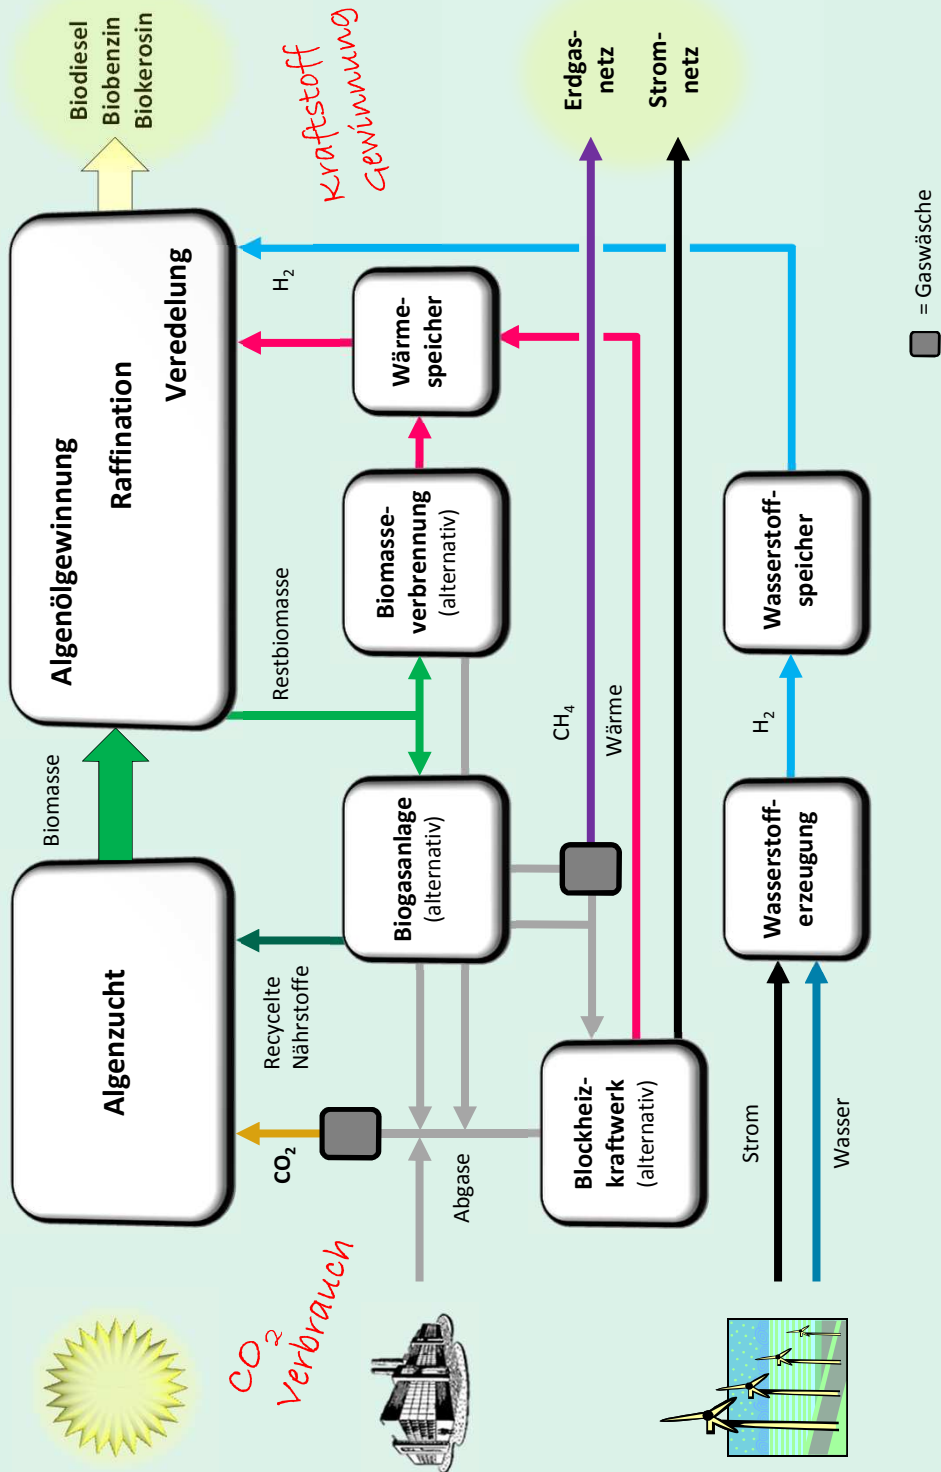 Algenzucht
Biomasse
Algenölgewinnung
Raffination
Veredelung
Biodiesel
Biobenzin
Biokerosin
CO₂
Verbrauch
CO₂
Recycelte
Nährstoffe
Restbiomasse
H₂
Kraftstoff
Gewinnung
Abgase
Biogasanlage
(alternativ)
Biomasse-
verbrennung
(alternativ)
Wärme-
speicher
Blockheiz-
kraftwerk
(alternativ)
CH₄
Wärme
Erdgas-
netz
Strom-
netz
Strom
Wasser
Wasserstoff-
erzeugung
H₂
Wasserstoff-
speicher
= Gaswäsche